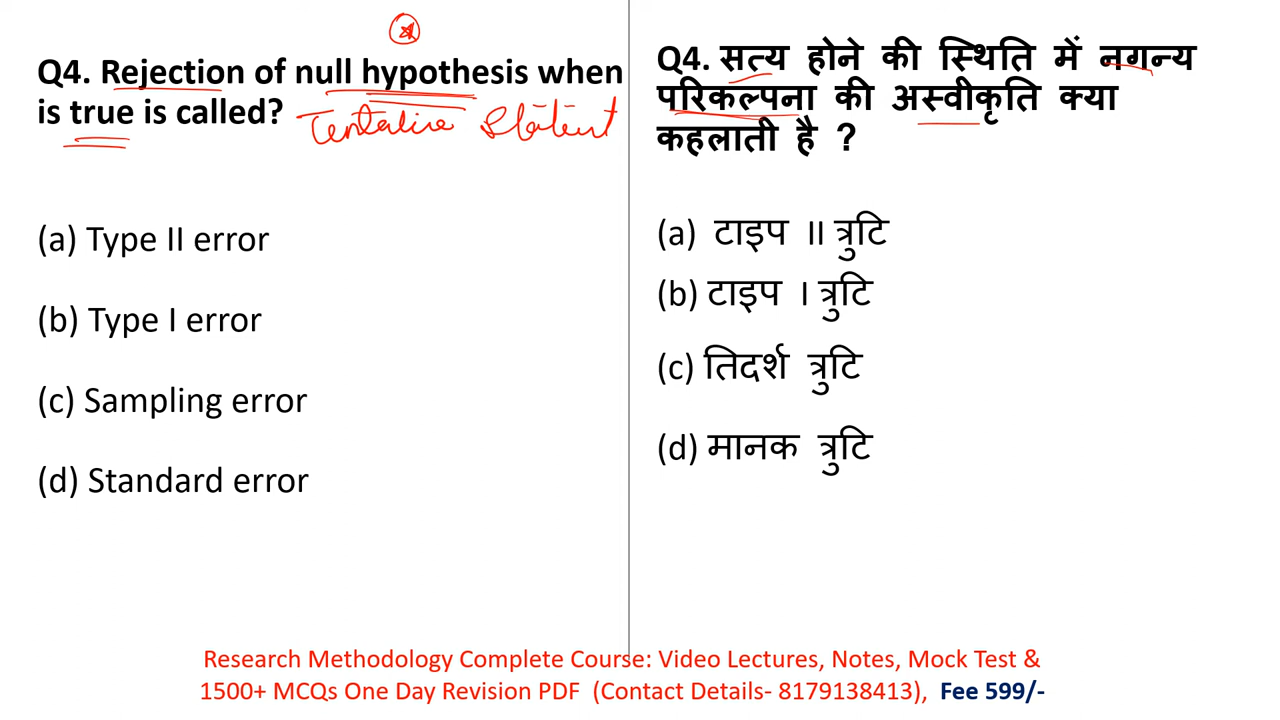 Q4. Rejection of null hypothesis when
is true is called?
Tentative Statent
(a) Type II error
(b) Type I error
(c) Sampling error
(d) Standard error
Q4. सत्य होने की स्थिति में नगन्य
परिकल्पना की अस्वीकृति क्या
कहलाती है ?
(a) टाइप II त्रुटि
(b) टाइप I त्रुटि
(c) तिदर्श त्रुटि
(d) मानक त्रुटि
Research Methodology Complete Course: Video Lectures, Notes, Mock Test &
1500+ MCQs One Day Revision PDF (Contact Details- 8179138413), Fee 599/-